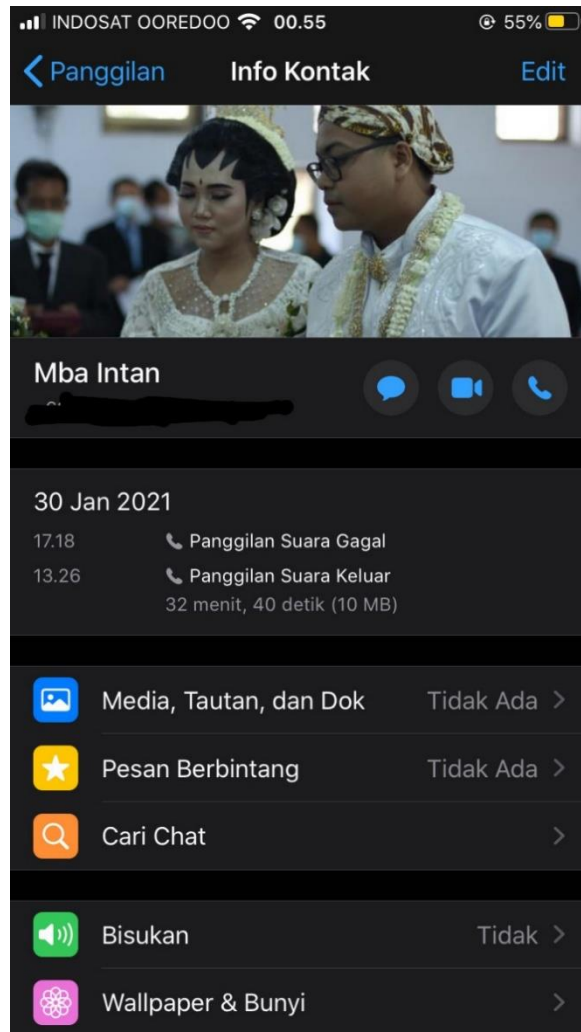 INDOSAT OOREDOO 00.55 55%
Panggilan Info Kontak Edit
Mba Intan
30 Jan 2021
17.18 Panggilan Suara Gagal
13.26 Panggilan Suara Keluar
32 menit, 40 detik (10 MB)
Media, Tautan, dan Dok Tidak Ada
Pesan Berbintang Tidak Ada
Cari Chat
Bisukan Tidak
Wallpaper & Bunyi